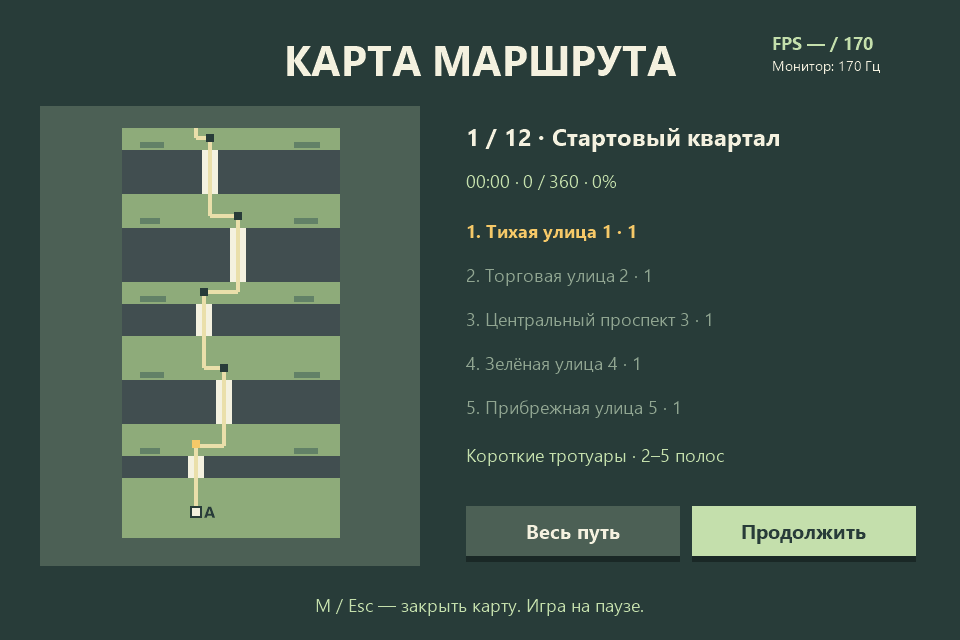 КАРТА МАРШРУТА
FPS — / 170
Монитор: 170 Гц
1 / 12 · Стартовый квартал
00:00 · 0 / 360 · 0%
1. Тихая улица 1 · 1
2. Торговая улица 2 · 1
3. Центральный проспект 3 · 1
4. Зелёная улица 4 · 1
5. Прибрежная улица 5 · 1
Короткие тротуары · 2–5 полос
A
Весь путь
Продолжить
M / Esc — закрыть карту. Игра на паузе.